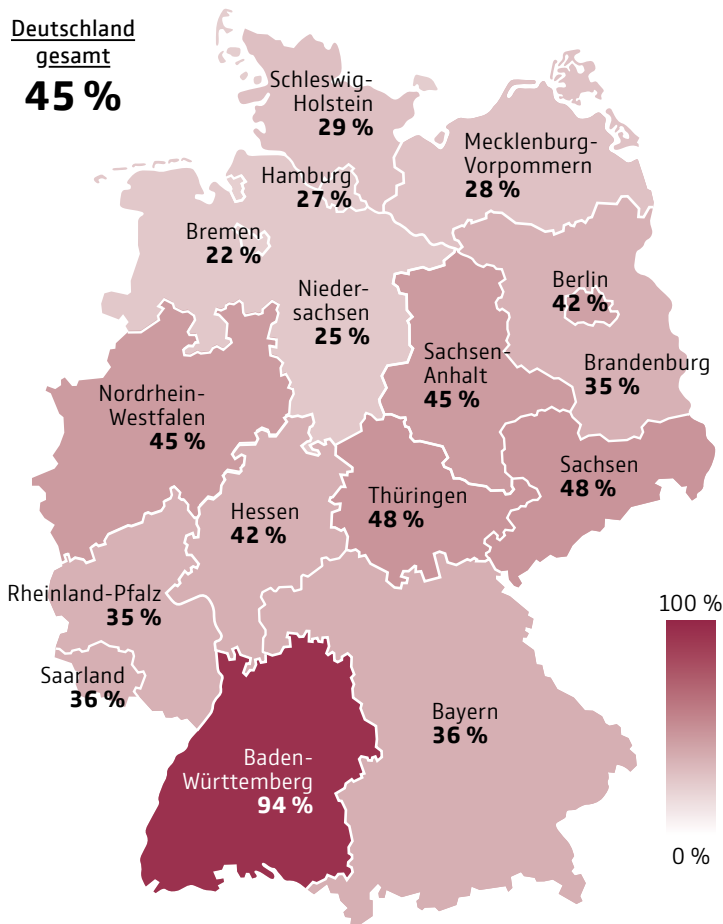 Deutschland
gesamt
45 %
Schleswig-
Holstein
29 %
Mecklenburg-
Vorpommern
28 %
Hamburg
27 %
Bremen
22 %
Nieder-
sachsen
25 %
Berlin
42 %
Sachsen-
Anhalt
45 %
Brandenburg
35 %
Nordrhein-
Westfalen
45 %
Sachsen
48 %
Thüringen
48 %
Hessen
42 %
Rheinland-Pfalz
35 %
Saarland
36 %
Bayern
36 %
Baden-
Württemberg
94 %
100 %
0 %